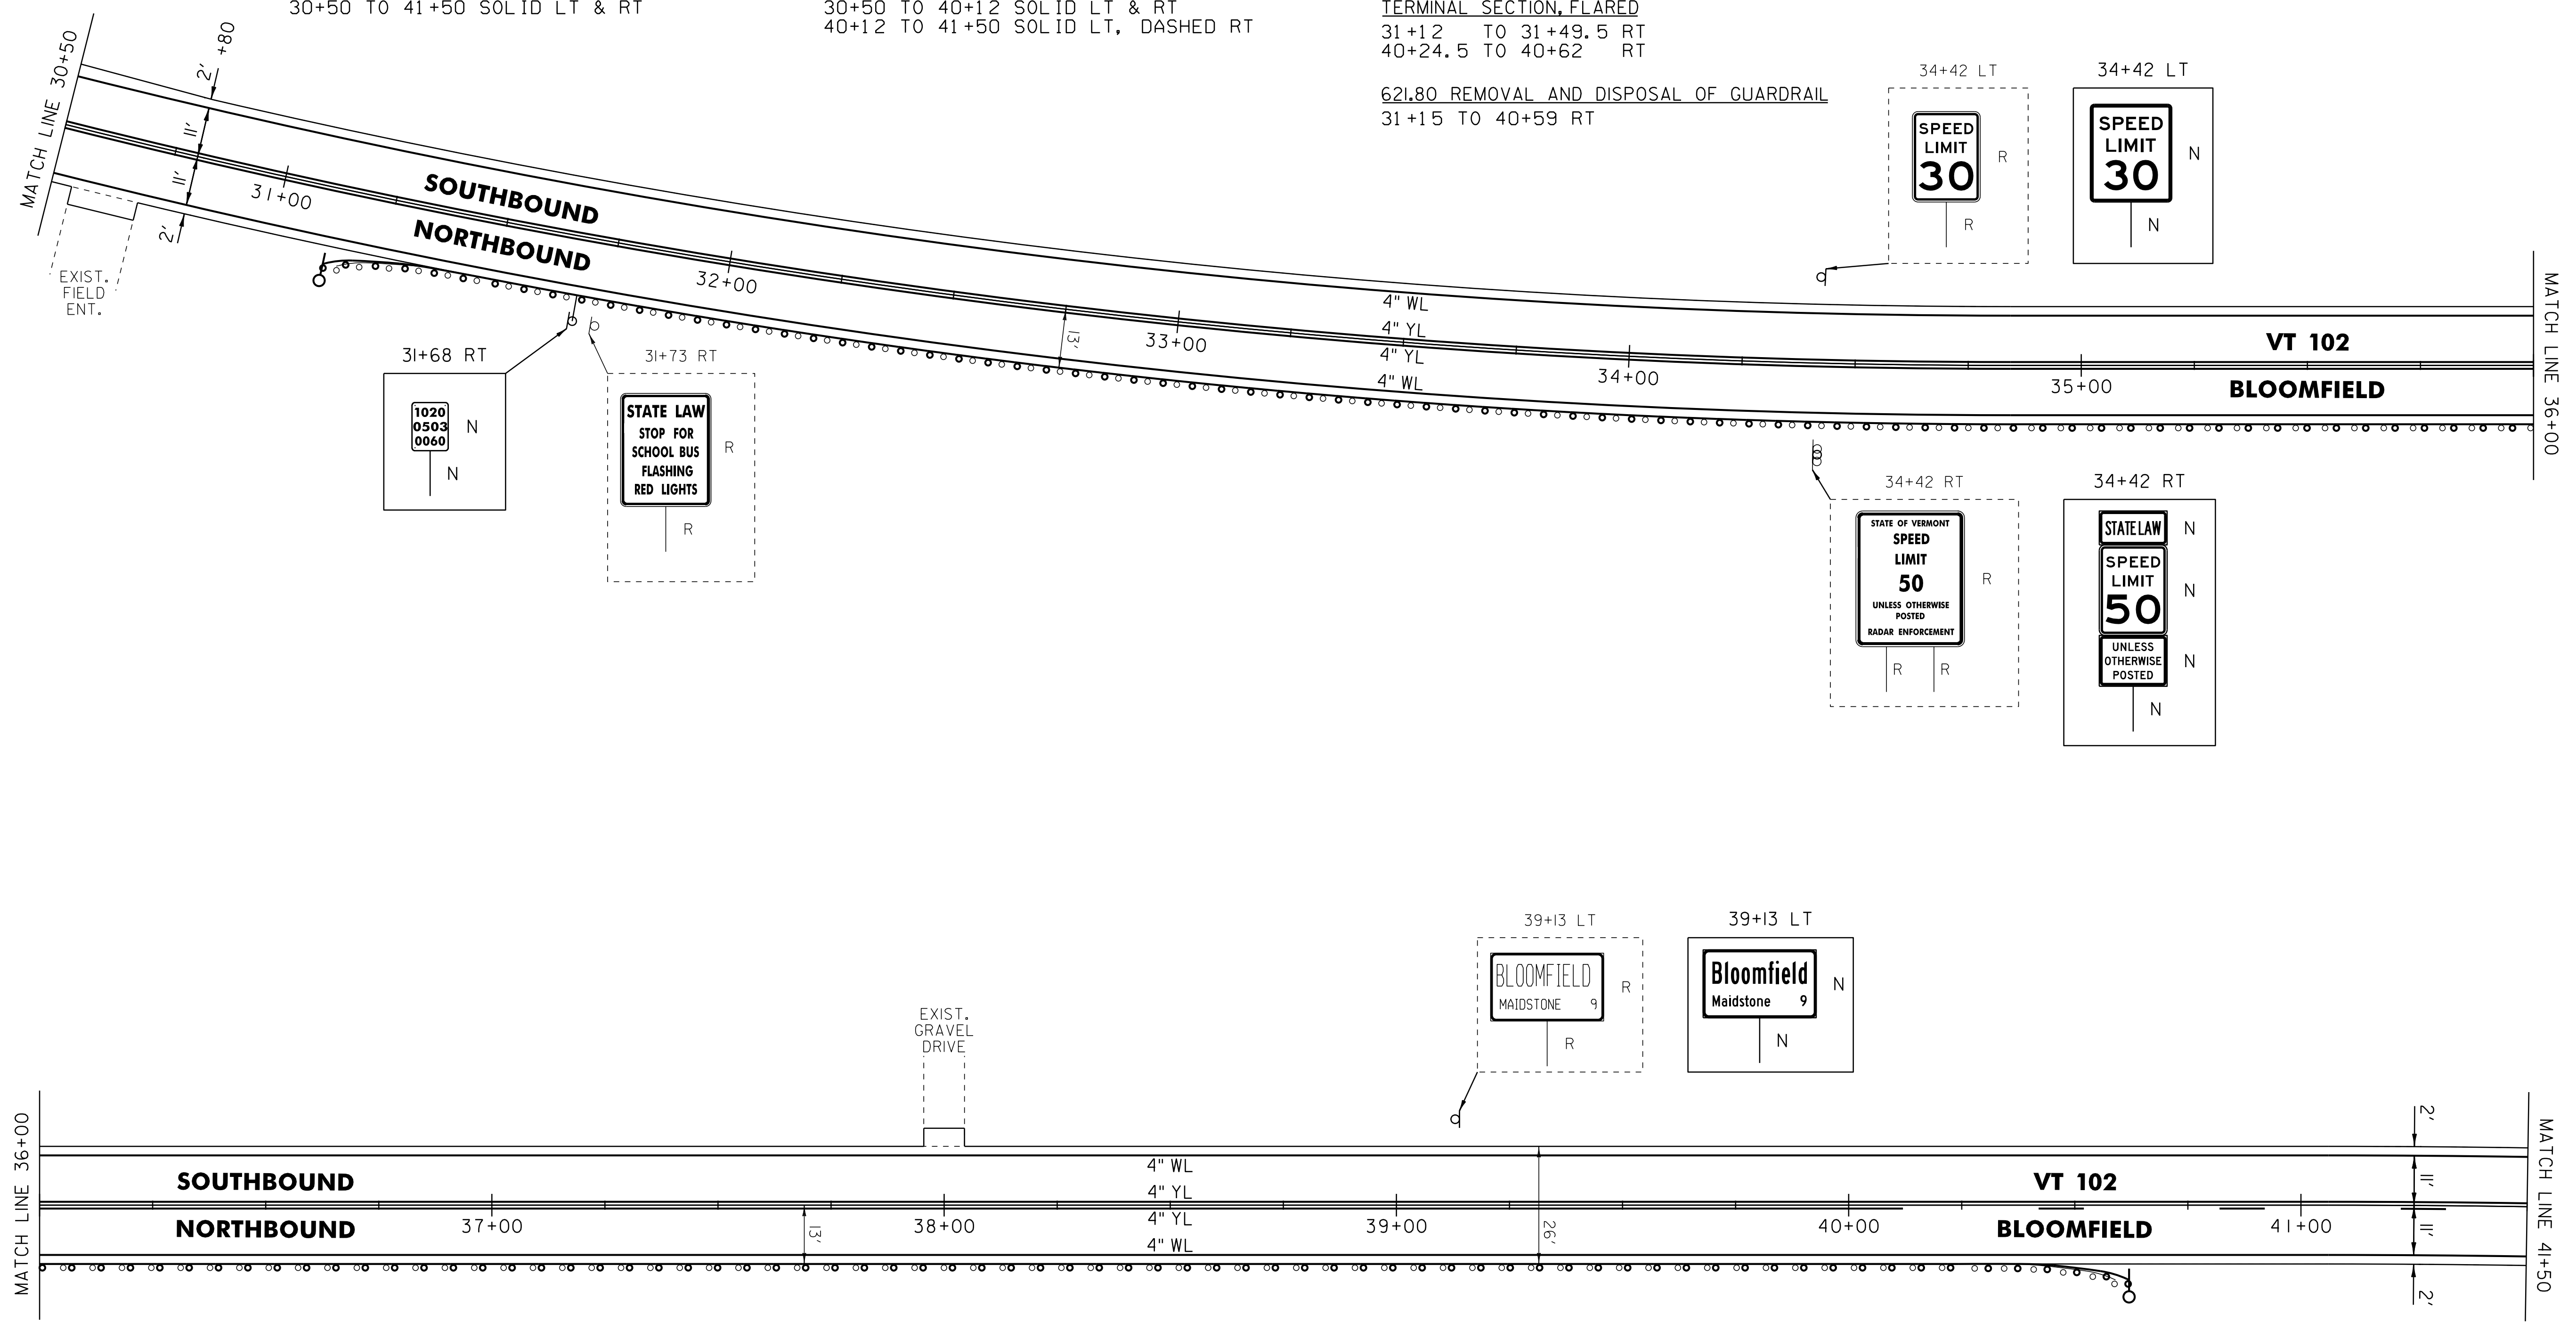 30+50 TO 41+50 SOLID LT & RT
30+50 TO 40+12 SOLID LT & RT
40+12 TO 41+50 SOLID LT, DASHED RT
TERMINAL SECTION, FLARED
31+12 TO 31+49.5 RT
40+24.5 TO 40+62 RT
621.80 REMOVAL AND DISPOSAL OF GUARDRAIL
31+15 TO 40+59 RT
MATCH LINE 30+50
2'
+80
11'
11'
2'
31+00
SOUTHBOUND
NORTHBOUND
EXIST.
FIELD
ENT.
32+00
13'
33+00
4" WL
4" YL
4" YL
4" WL
34+00
35+00
VT 102
BLOOMFIELD
MATCH LINE 36+00
34+42 LT
SPEED
LIMIT
30
R
R
34+42 LT
SPEED
LIMIT
30
N
N
31+68 RT
1020
0503
0060
N
N
31+73 RT
STATE LAW
STOP FOR
SCHOOL BUS
FLASHING
RED LIGHTS
R
R
34+42 RT
STATE OF VERMONT
SPEED
LIMIT
50
UNLESS OTHERWISE
POSTED
RADAR ENFORCEMENT
R
R
R
34+42 RT
STATE LAW
N
SPEED
LIMIT
50
N
UNLESS
OTHERWISE
POSTED
N
N
39+13 LT
BLOOMFIELD
MAIDSTONE 9
R
R
39+13 LT
Bloomfield
Maidstone 9
N
N
EXIST.
GRAVEL
DRIVE
MATCH LINE 36+00
SOUTHBOUND
NORTHBOUND
37+00
13'
38+00
4" WL
4" YL
4" YL
4" WL
39+00
26'
40+00
VT 102
BLOOMFIELD
41+00
2'
11'
11'
2'
MATCH LINE 41+50